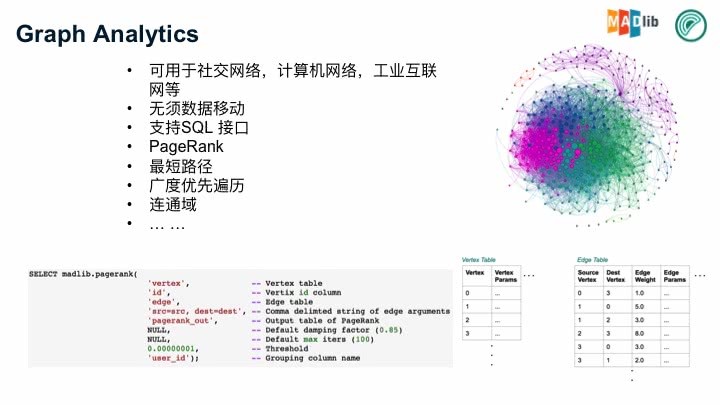 Graph Analytics
MADlib
• 可用于社交网络，计算机网络，工业互联
网等
• 无须数据移动
• 支持SQL 接口
• PageRank
• 最短路径
• 广度优先遍历
• 连通域
• … …
SELECT madlib.pagerank(
'vertex', -- Vertex table
'id', -- Vertix id column
'edge', -- Edge table
'src=src, dest=dest', -- Comma delimted string of edge arguments
'pagerank_out', -- Output table of PageRank
NULL, -- Default damping factor (0.85)
NULL, -- Default max iters (100)
0.00000001, -- Threshold
'user_id'); -- Grouping column name
Vertex Table
Vertex Vertex Params ...
0 ...
1 ...
2 ...
3 ...
Edge Table
Source Vertex Dest Vertex Edge Weight Edge Params ...
0 3 1.0 ...
1 0 5.0 ...
1 2 3.0 ...
2 3 8.0 ...
3 0 3.0 ...
3 1 2.0 ...